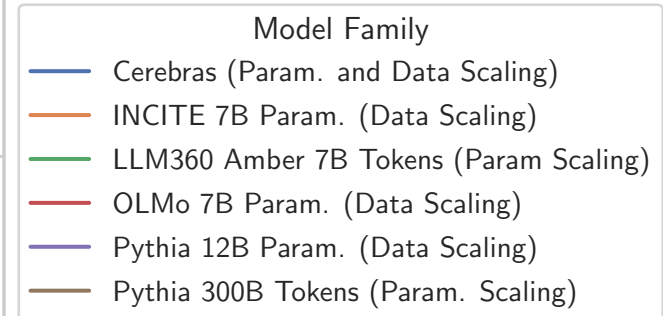 Model Family
Cerebras (Param. and Data Scaling)
INCITE 7B Param. (Data Scaling)
LLM360 Amber 7B Tokens (Param Scaling)
OLMo 7B Param. (Data Scaling)
Pythia 12B Param. (Data Scaling)
Pythia 300B Tokens (Param. Scaling)